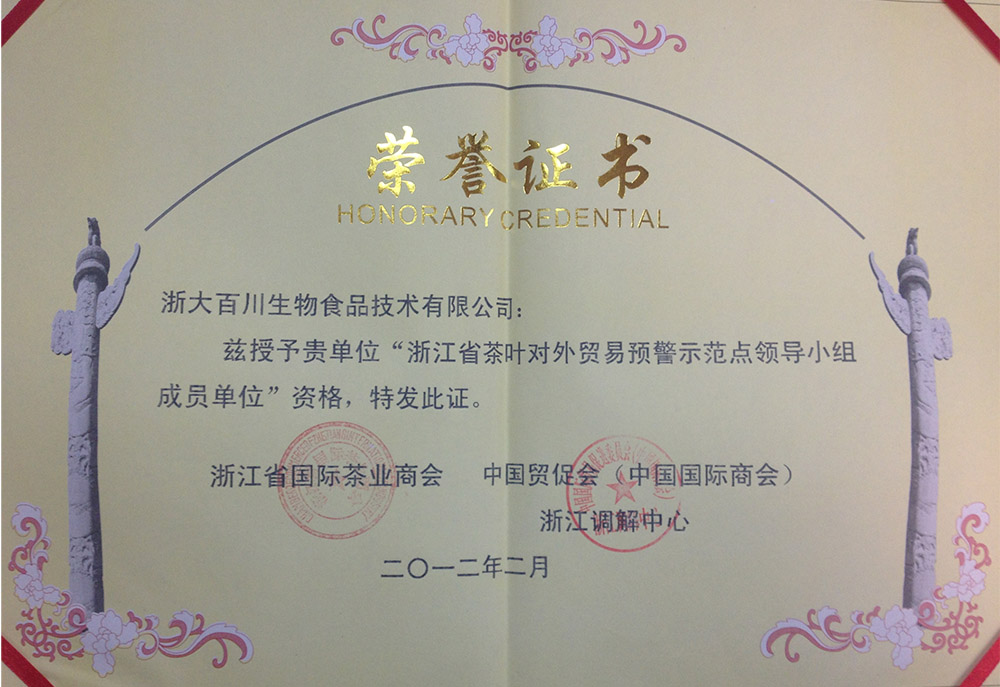 荣誉证书
HONORARY CREDENTIAL
浙大百川生物食品技术有限公司：
兹授予贵单位“浙江省茶叶对外贸易预警示范点领导小组
成员单位”资格，特发此证。
浙江省国际茶业商会 中国贸促会（中国国际商会）
浙江调解中心
二〇一二年二月